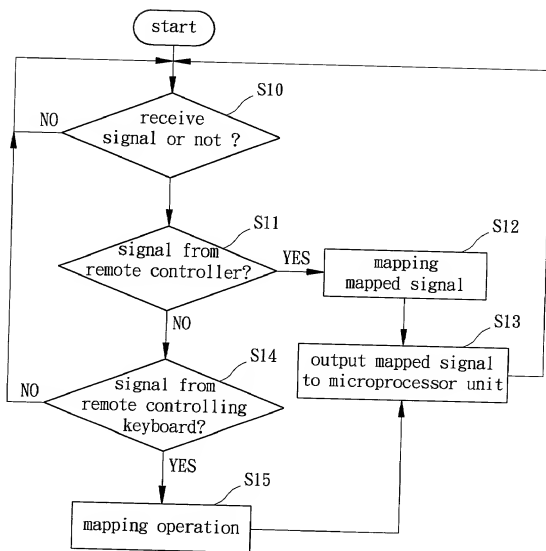 start
S10
NO
receive
signal or not ?
S11
signal from
remote controller?
YES
S12
mapping
mapped signal
NO
S13
output mapped signal
to microprocessor unit
S14
NO
signal from
remote controlling
keyboard?
YES
S15
mapping operation